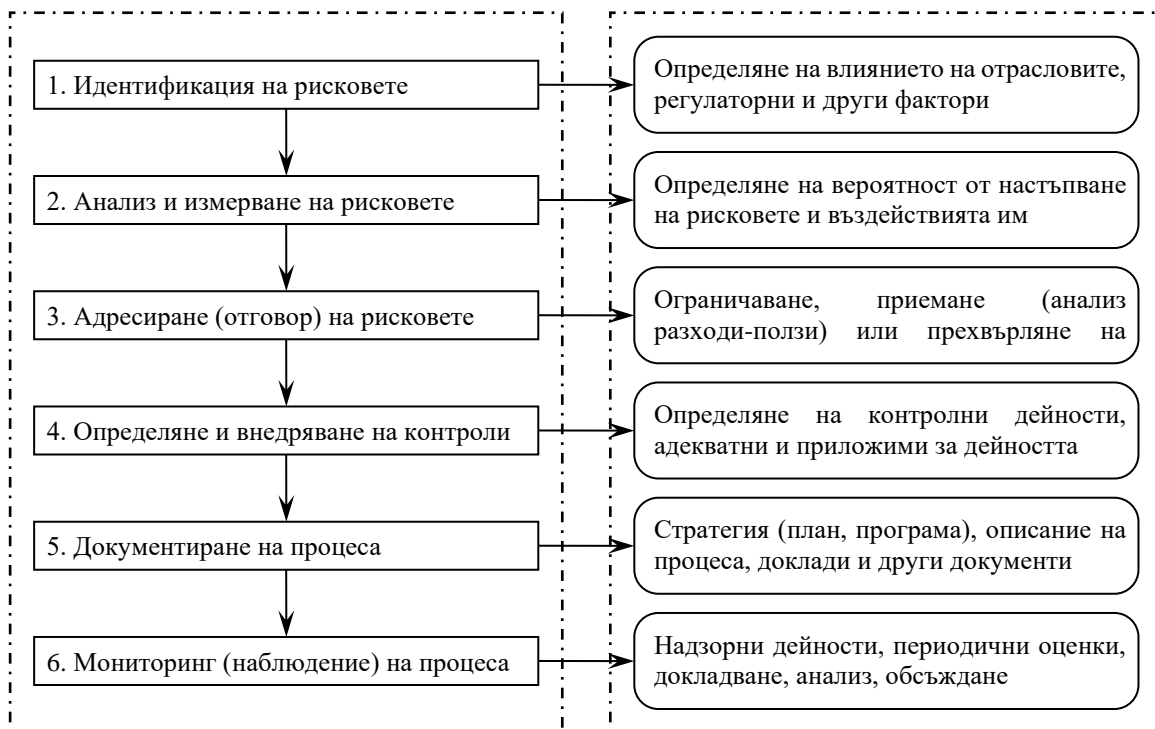 1. Идентификация на рисковете
Определяне на влиянието на отрасловите,
регулаторни и други фактори
2. Анализ и измерване на рисковете
Определяне на вероятност от настъпване
на рисковете и въздействията им
3. Адресиране (отговор) на рисковете
Ограничаване, приемане (анализ
разходи-ползи) или прехвърляне на
4. Определяне и внедряване на контроли
Определяне на контролни дейности,
адекватни и приложими за дейността
5. Документиране на процеса
Стратегия (план, програма), описание на
процеса, доклади и други документи
6. Мониторинг (наблюдение) на процеса
Надзорни дейности, периодични оценки,
докладване, анализ, обсъждане